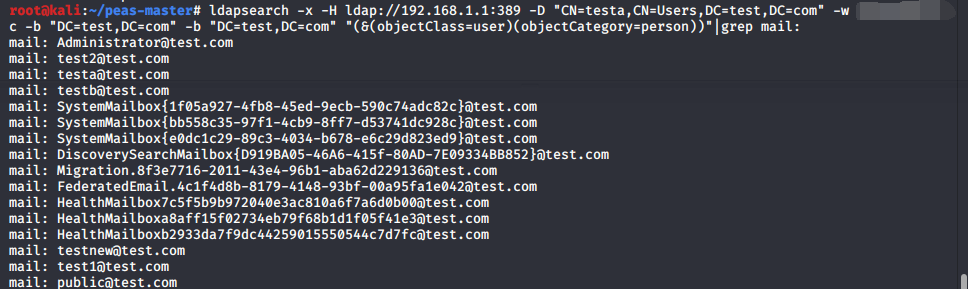 root@kali:~/peas-master# ldapsearch -x -H ldap://192.168.1.1:389 -D "CN=testa,CN=Users,DC=test,DC=com" -w
c -b "DC=test,DC=com" -b "DC=test,DC=com" "(&(objectClass=user)(objectCategory=person))"|grep mail:
mail: Administrator@test.com
mail: test2@test.com
mail: testa@test.com
mail: testb@test.com
mail: SystemMailbox{1f05a927-4fb8-45ed-9ecb-590c74adc82c}@test.com
mail: SystemMailbox{bb558c35-97f1-4cb9-8ff7-d53741dc928c}@test.com
mail: SystemMailbox{e0dc1c29-89c3-4034-b678-e6c29d823ed9}@test.com
mail: DiscoverySearchMailbox{D919BA05-46A6-415f-80AD-7E09334BB852}@test.com
mail: Migration.8f3e7716-2011-43e4-96b1-aba62d229136@test.com
mail: FederatedEmail.4c1f4d8b-8179-4148-93bf-00a95fa1e042@test.com
mail: HealthMailbox7c5f5b9b972040e3ac810a6f7a6d0b00@test.com
mail: HealthMailboxa8aff15f02734eb79f68b1d1f05f41e3@test.com
mail: HealthMailboxb2933da7f9dc44259015550544c7d7fc@test.com
mail: testnew@test.com
mail: test1@test.com
mail: public@test.com